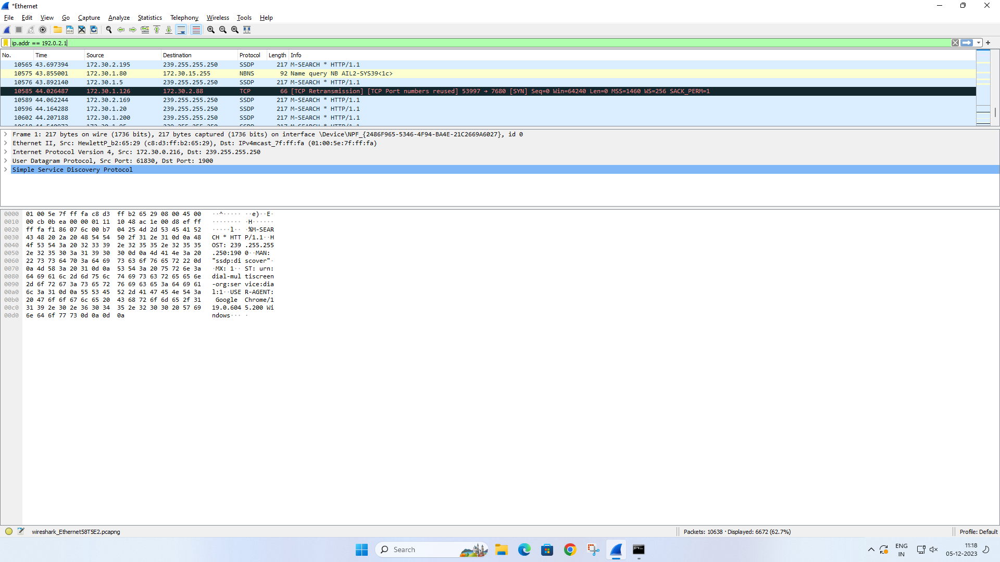 *Ethernet
File Edit View Go Capture Analyze Statistics Telephony Wireless Tools Help
ip.addr == 192.0.2.1
No. Time Source Destination Protocol Length Info
10565 43.697394 172.30.2.195 239.255.255.250 SSDP 217 M-SEARCH * HTTP/1.1
10575 43.855001 172.30.1.80 172.30.15.255 NBNS 92 Name query NB AIL2-SYS39<1c>
10576 43.892140 172.30.1.5 239.255.255.250 SSDP 217 M-SEARCH * HTTP/1.1
10585 44.026487 172.30.1.126 172.30.2.88 TCP 66 [TCP Retransmission] [TCP Port numbers reused] 53997 → 7680 [SYN] Seq=0 Win=64240 Len=0 MSS=1460 WS=256 SACK_PERM=1
10589 44.062244 172.30.2.169 239.255.255.250 SSDP 217 M-SEARCH * HTTP/1.1
10596 44.164288 172.30.1.20 239.255.255.250 SSDP 217 M-SEARCH * HTTP/1.1
10602 44.207188 172.30.1.200 239.255.255.250 SSDP 217 M-SEARCH * HTTP/1.1
Frame 1: 217 bytes on wire (1736 bits), 217 bytes captured (1736 bits) on interface \Device\NPF_{2486F965-5346-4F94-BA4E-21C2669A6027}, id 0
Ethernet II, Src: HewlettP_b2:65:29 (c8:d3:ff:b2:65:29), Dst: IPv4mcast_7f:ff:fa (01:00:5e:7f:ff:fa)
Internet Protocol Version 4, Src: 172.30.0.216, Dst: 239.255.255.250
User Datagram Protocol, Src Port: 61830, Dst Port: 1900
Simple Service Discovery Protocol
0000 01 00 5e 7f ff fa c8 d3 ff b2 65 29 08 00 45 00 ··^····· ··e)··E·
0010 00 cb 0b ea 00 00 01 11 10 48 ac 1e 00 d8 ef ff ········ ·H······
0020 ff fa f1 86 07 6c 00 b7 04 25 4d 2d 53 45 41 52 ·····l·· ·%M-SEAR
0030 43 48 20 2a 20 48 54 54 50 2f 31 2e 31 0d 0a 48 CH * HTT P/1.1··H
0040 4f 53 54 3a 20 32 33 39 2e 32 35 35 2e 32 35 35 OST: 239 .255.255
0050 2e 32 35 30 3a 31 39 30 30 0d 0a 4d 41 4e 3a 20 .250:190 0··MAN:
0060 22 73 73 64 70 3a 64 69 73 63 6f 76 65 72 22 0d "ssdp:di scover"·
0070 0a 4d 58 3a 20 31 0d 0a 53 54 3a 20 75 72 6e 3a ·MX: 1·· ST: urn:
0080 64 69 61 6c 2d 6d 75 6c 74 69 73 63 72 65 65 6e dial-mul tiscreen
0090 2d 6f 72 67 3a 73 65 72 76 69 63 65 3a 64 69 61 -org:ser vice:dia
00a0 6c 3a 31 0d 0a 55 53 45 52 2d 41 47 45 4e 54 3a l:1··USE R-AGENT:
00b0 20 47 6f 6f 67 6c 65 20 43 68 72 6f 6d 65 2f 31 Google Chrome/1
00c0 31 39 2e 30 2e 36 30 34 35 2e 32 30 30 20 57 69 19.0.604 5.200 Wi
00d0 6e 64 6f 77 73 0d 0a 0d 0a ndows··· ·
wireshark_Ethernet58T5E2.pcapng Packets: 10638 · Displayed: 6672 (62.7%) Profile: Default
Search
ENG
IN
11:18
05-12-2023